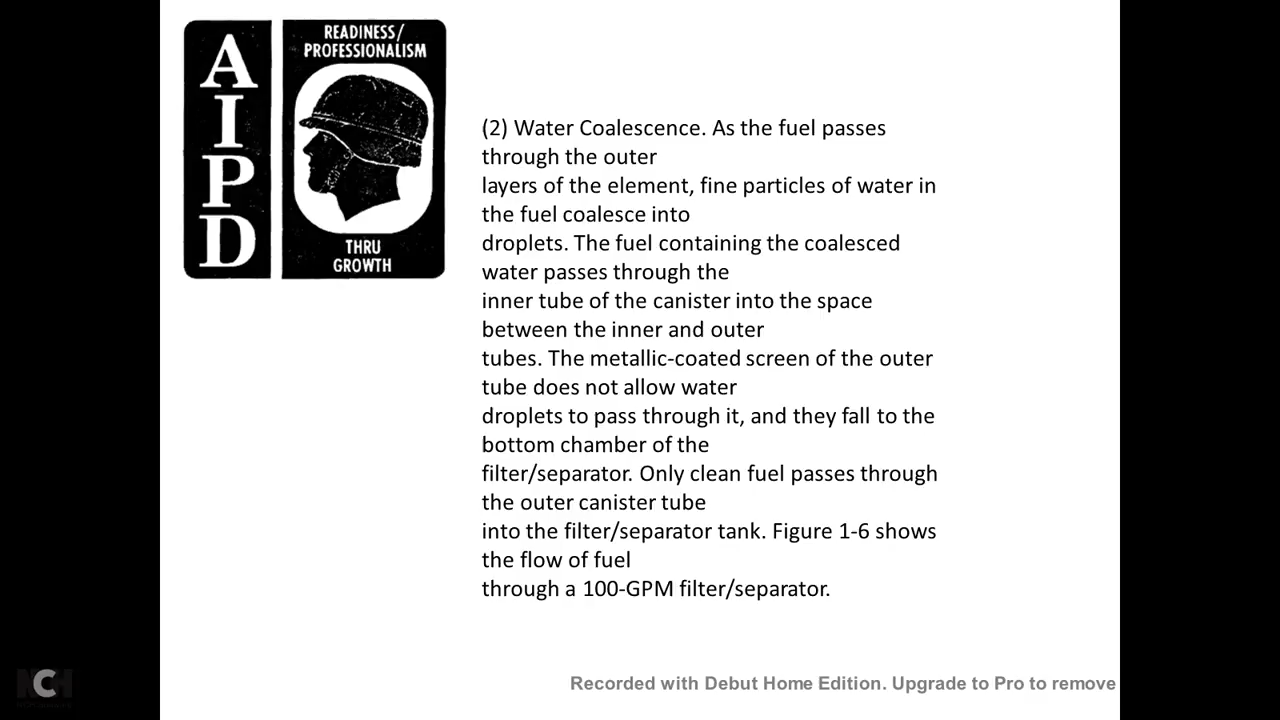 A
I
P
D
READINESS/
PROFESSIONALISM
THRU
GROWTH
(2) Water Coalescence. As the fuel passes
through the outer
layers of the element, fine particles of water in
the fuel coalesce into
droplets. The fuel containing the coalesced
water passes through the
inner tube of the canister into the space
between the inner and outer
tubes. The metallic-coated screen of the outer
tube does not allow water
droplets to pass through it, and they fall to the
bottom chamber of the
filter/separator. Only clean fuel passes through
the outer canister tube
into the filter/separator tank. Figure 1-6 shows
the flow of fuel
through a 100-GPM filter/separator.
NCH
Recorded with Debut Home Edition. Upgrade to Pro to remove